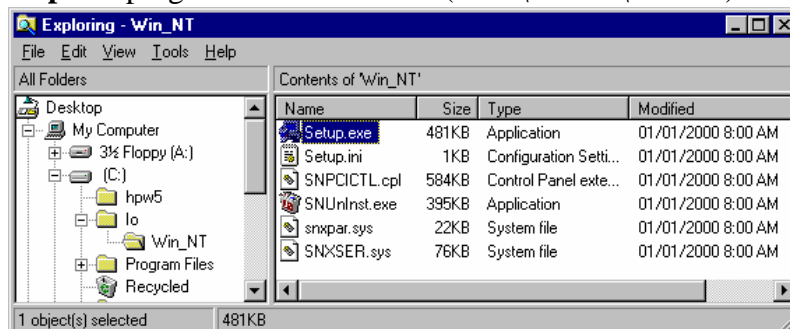 Exploring - Win_NT
File Edit View Tools Help
All Folders
Contents of 'Win_NT'
Desktop
My Computer
3½ Floppy (A:)
(C:)
hpw5
Io
Win_NT
Program Files
Recycled
Name Size Type Modified
Setup.exe 481KB Application 01/01/2000 8:00 AM
Setup.ini 1KB Configuration Setti... 01/01/2000 8:00 AM
SNPCICTL.cpl 584KB Control Panel exte... 01/01/2000 8:00 AM
SNUnInst.exe 395KB Application 01/01/2000 8:00 AM
snxpar.sys 22KB System file 01/01/2000 8:00 AM
SNXSER.sys 76KB System file 01/01/2000 8:00 AM
1 object(s) selected 481KB